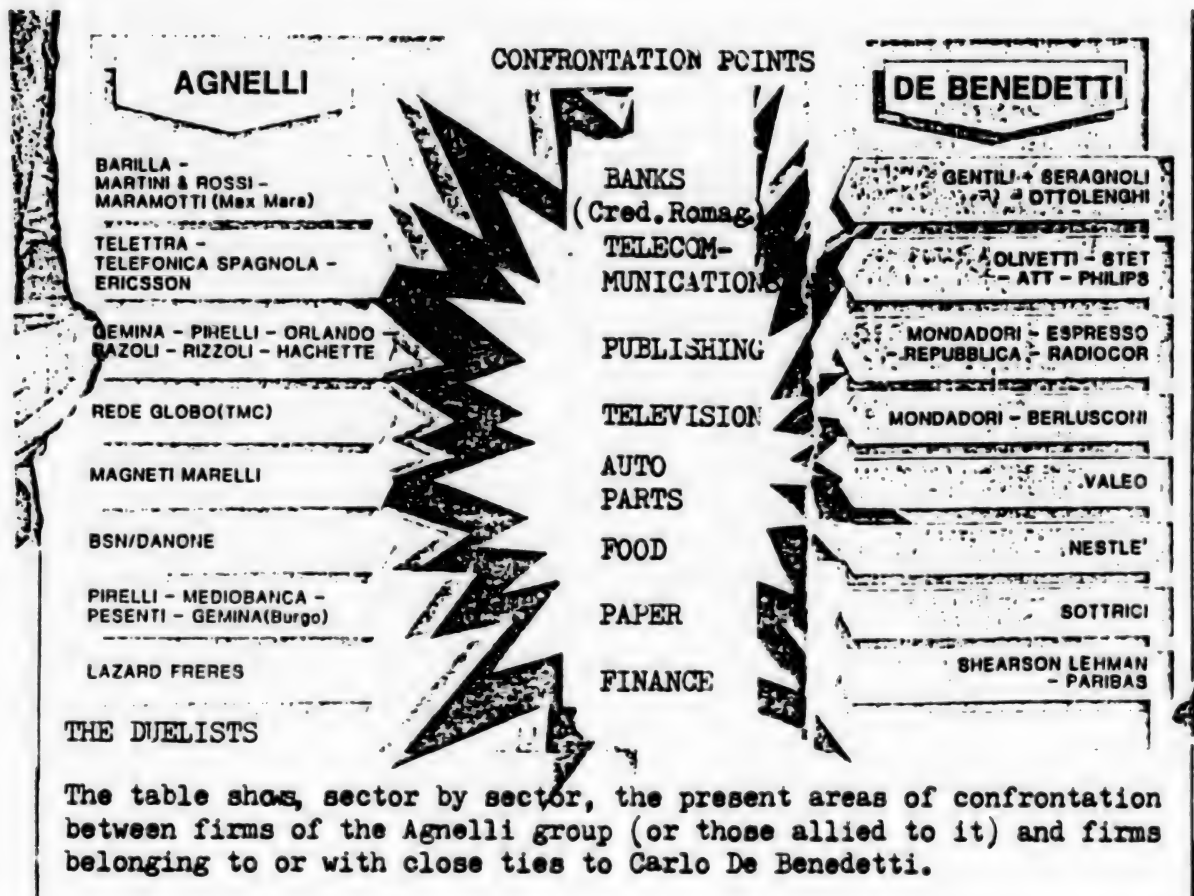 CONFRONTATION POINTS
AGNELLI
DE BENEDETTI
BARILLA -
MARTINI & ROSSI -
MARAMOTTI (Max Mara)
BANKS
(Cred.Romag)
GENTILI + SERAGNOLI
- OTTOLENGHI
TELETTRA -
TELEFONICA SPAGNOLA -
ERICSSON
TELECOM-
MUNICATIONS
OLIVETTI - STET
- ATT - PHILIPS
GEMINA - PIRELLI - ORLANDO -
BAZOLI - RIZZOLI - HACHETTE
PUBLISHING
MONDADORI - ESPRESSO
- REPUBBLICA - RADIOCOR
REDE GLOBO(TMC)
TELEVISION
MONDADORI - BERLUSCONI
MAGNETI MARELLI
AUTO
PARTS
VALEO
BSN/DANONE
FOOD
NESTLE'
PIRELLI - MEDIOBANCA -
PESENTI - GEMINA(Burgo)
PAPER
SOTTRICI
LAZARD FRERES
FINANCE
SHEARSON LEHMAN
- PARIBAS
THE DUELISTS
The table shows, sector by sector, the present areas of confrontation
between firms of the Agnelli group (or those allied to it) and firms
belonging to or with close ties to Carlo De Benedetti.